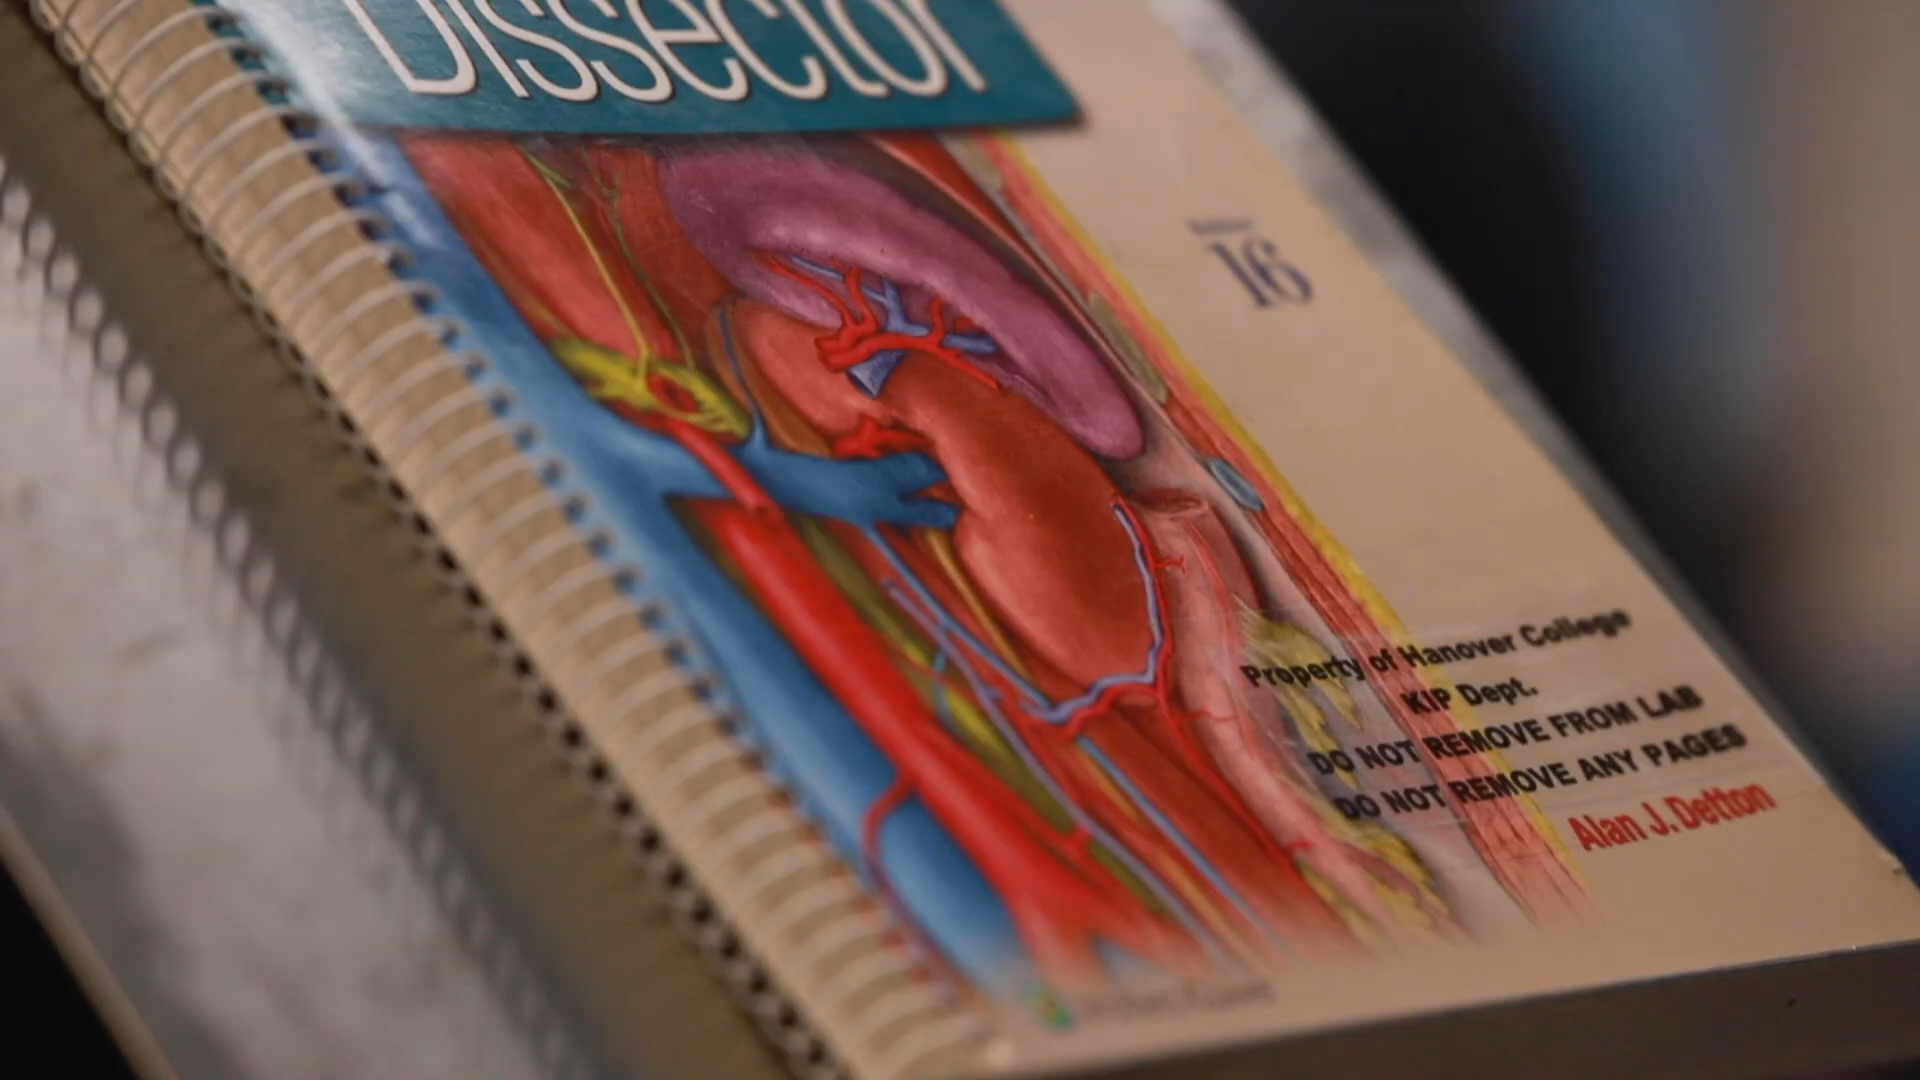 Dissector
Edition
16
Property of Hanover College
KIP Dept.
DO NOT REMOVE FROM LAB
DO NOT REMOVE ANY PAGES
Alan J. Detton